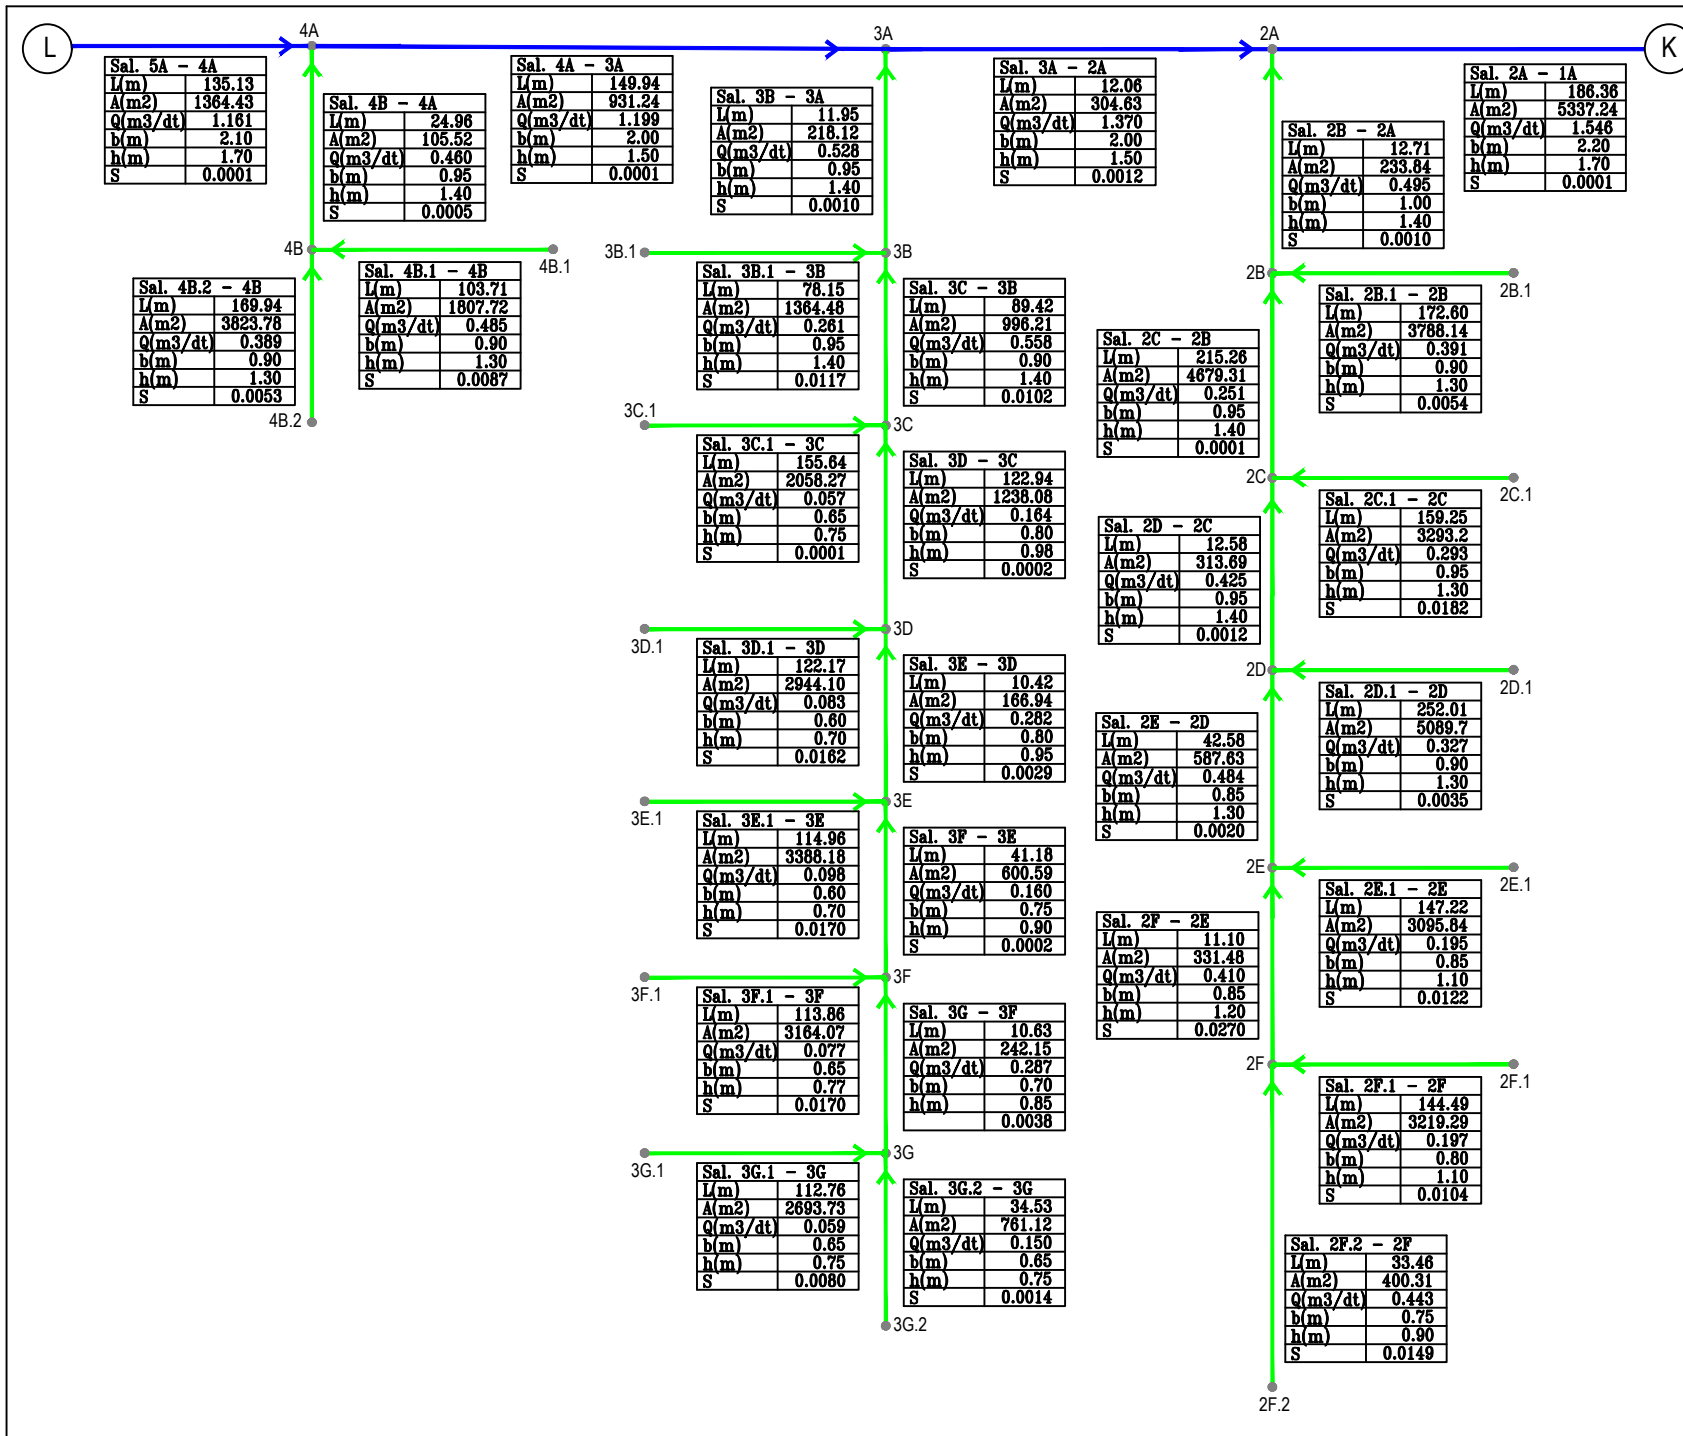 L
4A
3A
2A
K
Sal. 5A - 4A
L(m) 135.13
A(m2) 1364.43
Q(m3/dt) 1.161
b(m) 2.10
h(m) 1.70
S 0.0001
Sal. 4B - 4A
L(m) 24.96
A(m2) 105.52
Q(m3/dt) 0.460
b(m) 0.95
h(m) 1.40
S 0.0005
Sal. 4A - 3A
L(m) 149.94
A(m2) 931.24
Q(m3/dt) 1.199
b(m) 2.00
h(m) 1.50
S 0.0001
Sal. 3B - 3A
L(m) 11.95
A(m2) 218.12
Q(m3/dt) 0.528
b(m) 0.95
h(m) 1.40
S 0.0010
Sal. 3A - 2A
L(m) 12.06
A(m2) 304.63
Q(m3/dt) 1.370
b(m) 2.00
h(m) 1.50
S 0.0012
Sal. 2B - 2A
L(m) 12.71
A(m2) 233.84
Q(m3/dt) 0.495
b(m) 1.00
h(m) 1.40
S 0.0010
Sal. 2A - 1A
L(m) 186.36
A(m2) 5337.24
Q(m3/dt) 1.546
b(m) 2.20
h(m) 1.70
S 0.0001
4B
4B.1
Sal. 4B.2 - 4B
L(m) 169.94
A(m2) 3823.78
Q(m3/dt) 0.389
b(m) 0.90
h(m) 1.30
S 0.0053
Sal. 4B.1 - 4B
L(m) 103.71
A(m2) 1807.72
Q(m3/dt) 0.485
b(m) 0.90
h(m) 1.30
S 0.0087
4B.2
3B.1
3B
Sal. 3B.1 - 3B
L(m) 78.15
A(m2) 1364.48
Q(m3/dt) 0.261
b(m) 0.95
h(m) 1.40
S 0.0117
Sal. 3C - 3B
L(m) 89.42
A(m2) 996.21
Q(m3/dt) 0.558
b(m) 0.90
h(m) 1.40
S 0.0102
2B
2B.1
Sal. 2C - 2B
L(m) 215.26
A(m2) 4679.31
Q(m3/dt) 0.251
b(m) 0.95
h(m) 1.40
S 0.0001
Sal. 2B.1 - 2B
L(m) 172.60
A(m2) 3788.14
Q(m3/dt) 0.391
b(m) 0.90
h(m) 1.30
S 0.0054
3C.1
3C
Sal. 3C.1 - 3C
L(m) 155.64
A(m2) 2058.27
Q(m3/dt) 0.057
b(m) 0.65
h(m) 0.75
S 0.0001
Sal. 3D - 3C
L(m) 122.94
A(m2) 1238.08
Q(m3/dt) 0.164
b(m) 0.80
h(m) 0.98
S 0.0002
2C
2C.1
Sal. 2D - 2C
L(m) 12.58
A(m2) 313.69
Q(m3/dt) 0.425
b(m) 0.95
h(m) 1.40
S 0.0012
Sal. 2C.1 - 2C
L(m) 159.25
A(m2) 3293.2
Q(m3/dt) 0.293
b(m) 0.95
h(m) 1.30
S 0.0182
3D.1
3D
Sal. 3D.1 - 3D
L(m) 122.17
A(m2) 2944.10
Q(m3/dt) 0.083
b(m) 0.60
h(m) 0.70
S 0.0162
Sal. 3E - 3D
L(m) 10.42
A(m2) 166.94
Q(m3/dt) 0.282
b(m) 0.80
h(m) 0.95
S 0.0029
2D
2D.1
Sal. 2E - 2D
L(m) 42.58
A(m2) 587.63
Q(m3/dt) 0.484
b(m) 0.85
h(m) 1.30
S 0.0020
Sal. 2D.1 - 2D
L(m) 252.01
A(m2) 5089.7
Q(m3/dt) 0.327
b(m) 0.90
h(m) 1.30
S 0.0035
3E.1
3E
Sal. 3E.1 - 3E
L(m) 114.96
A(m2) 3388.18
Q(m3/dt) 0.098
b(m) 0.60
h(m) 0.70
S 0.0170
Sal. 3F - 3E
L(m) 41.18
A(m2) 600.59
Q(m3/dt) 0.160
b(m) 0.75
h(m) 0.90
S 0.0002
2E
2E.1
Sal. 2F - 2E
L(m) 11.10
A(m2) 331.48
Q(m3/dt) 0.410
b(m) 0.85
h(m) 1.20
S 0.0270
Sal. 2E.1 - 2E
L(m) 147.22
A(m2) 3095.84
Q(m3/dt) 0.195
b(m) 0.85
h(m) 1.10
S 0.0122
3F.1
3F
Sal. 3F.1 - 3F
L(m) 113.86
A(m2) 3164.07
Q(m3/dt) 0.077
b(m) 0.65
h(m) 0.77
S 0.0170
Sal. 3G - 3F
L(m) 10.63
A(m2) 242.15
Q(m3/dt) 0.287
b(m) 0.70
h(m) 0.85
0.0038
2F
2F.1
Sal. 2F.1 - 2F
L(m) 144.49
A(m2) 3219.29
Q(m3/dt) 0.197
b(m) 0.80
h(m) 1.10
S 0.0104
3G.1
3G
Sal. 3G.1 - 3G
L(m) 112.76
A(m2) 2693.73
Q(m3/dt) 0.059
b(m) 0.65
h(m) 0.75
S 0.0080
Sal. 3G.2 - 3G
L(m) 34.53
A(m2) 761.12
Q(m3/dt) 0.150
b(m) 0.65
h(m) 0.75
S 0.0014
3G.2
Sal. 2F.2 - 2F
L(m) 33.46
A(m2) 400.31
Q(m3/dt) 0.443
b(m) 0.75
h(m) 0.90
S 0.0149
2F.2